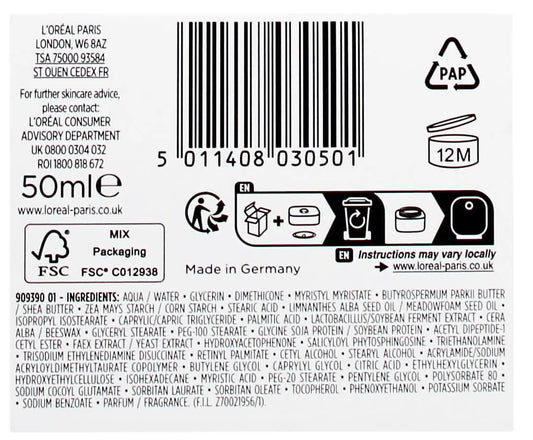 L'ORÉAL PARIS
LONDON, W6 8AZ
TSA 75000 93584
ST OUEN CEDEX FR
For further skincare advice,
please contact:
L'ORÉAL CONSUMER
ADVISORY DEPARTMENT
UK 0800 0304 032
ROI 1800 818 672
50ml℮
www.loreal-paris.co.uk
FSC
MIX
Packaging
FSC® C012938
5 011408 030501
PAP
12M
EN
+
EN Instructions may vary locally
→ www.loreal-paris.co.uk
Made in Germany
909390 01 - INGREDIENTS: AQUA / WATER • GLYCERIN • DIMETHICONE • MYRISTYL MYRISTATE • BUTYROSPERMUM PARKII BUTTER
/ SHEA BUTTER • ZEA MAYS STARCH / CORN STARCH • STEARIC ACID • LIMNANTHES ALBA SEED OIL / MEADOWFOAM SEED OIL •
ISOPROPYL ISOSTEARATE • CAPRYLIC/CAPRIC TRIGLYCERIDE • PALMITIC ACID • LACTOBACILLUS/SOYBEAN FERMENT EXTRACT • CERA
ALBA / BEESWAX • GLYCERYL STEARATE • PEG-100 STEARATE • GLYCINE SOJA PROTEIN / SOYBEAN PROTEIN • ACETYL DIPEPTIDE-1
CETYL ESTER • FAEX EXTRACT / YEAST EXTRACT • HYDROXYACETOPHENONE • SALICYLOYL PHYTOSPHINGOSINE • TRIETHANOLAMINE
• TRISODIUM ETHYLENEDIAMINE DISUCCINATE • RETINYL PALMITATE • CETYL ALCOHOL • STEARYL ALCOHOL • ACRYLAMIDE/SODIUM
ACRYLOYLDIMETHYLTAURATE COPOLYMER • BUTYLENE GLYCOL • CAPRYLYL GLYCOL • CITRIC ACID • ETHYLHEXYLGLYCERIN •
HYDROXYETHYLCELLULOSE • ISOHEXADECANE • MYRISTIC ACID • PEG-20 STEARATE • PENTYLENE GLYCOL • POLYSORBATE 80 •
SODIUM COCOYL GLUTAMATE • SORBITAN LAURATE • SORBITAN OLEATE • TOCOPHEROL • PHENOXYETHANOL • POTASSIUM SORBATE
• SODIUM BENZOATE • PARFUM / FRAGRANCE. (F.I.L. Z70021956/1).